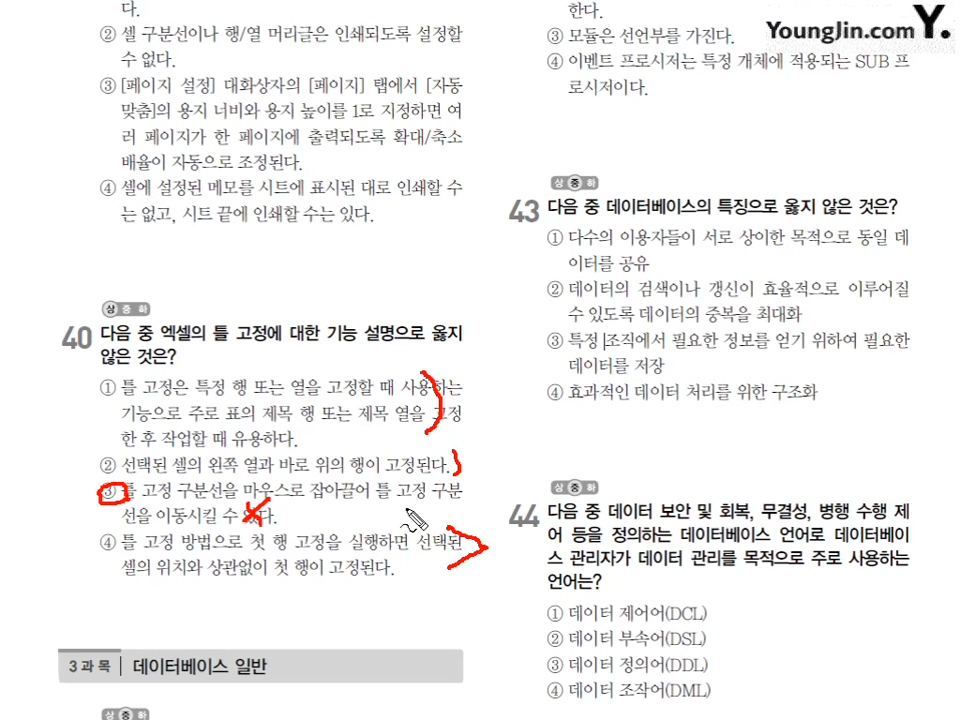 다.
② 셀 구분선이나 행/열 머리글은 인쇄되도록 설정할
수 없다.
③ [페이지 설정] 대화상자의 [페이지] 탭에서 [자동
맞춤]의 용지 너비와 용지 높이를 1로 지정하면 여
러 페이지가 한 페이지에 출력되도록 확대/축소
배율이 자동으로 조정된다.
④ 셀에 설정된 메모를 시트에 표시된 대로 인쇄할 수
는 없고, 시트 끝에 인쇄할 수는 있다.
상 중 하
40 다음 중 엑셀의 틀 고정에 대한 기능 설명으로 옳지
않은 것은?
① 틀 고정은 특정 행 또는 열을 고정할 때 사용하는
기능으로 주로 표의 제목 행 또는 제목 열을 고정
한 후 작업할 때 유용하다.
② 선택된 셀의 왼쪽 열과 바로 위의 행이 고정된다.
③ 틀 고정 구분선을 마우스로 잡아끌어 틀 고정 구분
선을 이동시킬 수 있다.
④ 틀 고정 방법으로 첫 행 고정을 실행하면 선택된
셀의 위치와 상관없이 첫 행이 고정된다.
3과목 데이터베이스 일반
상 중 하
한다.
③ 모듈은 선언부를 가진다.
④ 이벤트 프로시저는 특정 개체에 적용되는 SUB 프
로시저이다.
YoungJin.com Y.
상 중 하
43 다음 중 데이터베이스의 특징으로 옳지 않은 것은?
① 다수의 이용자들이 서로 상이한 목적으로 동일 데
이터를 공유
② 데이터의 검색이나 갱신이 효율적으로 이루어질
수 있도록 데이터의 중복을 최대화
③ 특정 조직에서 필요한 정보를 얻기 위하여 필요한
데이터를 저장
④ 효과적인 데이터 처리를 위한 구조화
상 중 하
44 다음 중 데이터 보안 및 회복, 무결성, 병행 수행 제
어 등을 정의하는 데이터베이스 언어로 데이터베이
스 관리자가 데이터 관리를 목적으로 주로 사용하는
언어는?
① 데이터 제어어(DCL)
② 데이터 부속어(DSL)
③ 데이터 정의어(DDL)
④ 데이터 조작어(DML)